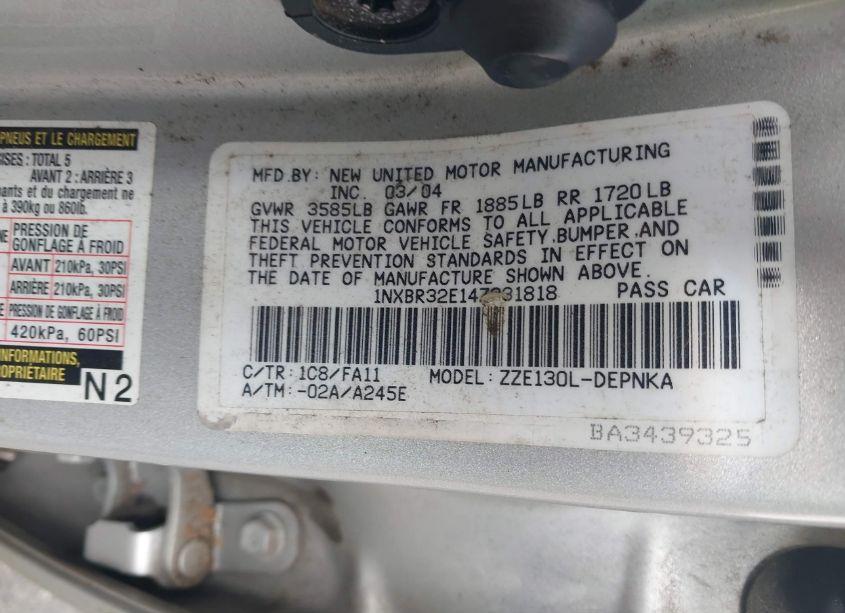 PNEUS ET LE CHARGEMENT
TOTAL 5
AVANT 2 : ARRIÈRE 3
et du chargement ne
à 390kg ou 860lb.
PRESSION DE
GONFLAGE À FROID
AVANT 210kPa, 30PSI
ARRIÈRE 210kPa, 30PSI
PRESSION DE GONFLAGE À FROID
420kPa, 60PSI
INFORMATIONS,
N2
MFD.BY: NEW UNITED MOTOR MANUFACTURING
INC. 03/04
GVWR 3585LB GAWR FR 1885LB RR 1720LB
THIS VEHICLE CONFORMS TO ALL APPLICABLE
FEDERAL MOTOR VEHICLE SAFETY,BUMPER,AND
THEFT PREVENTION STANDARDS IN EFFECT ON
THE DATE OF MANUFACTURE SHOWN ABOVE.
PASS CAR
C/TR: 1C8/FA11 MODEL: ZZE130L-DEPNKA
A/TM: -02A/A245E
BA3439325